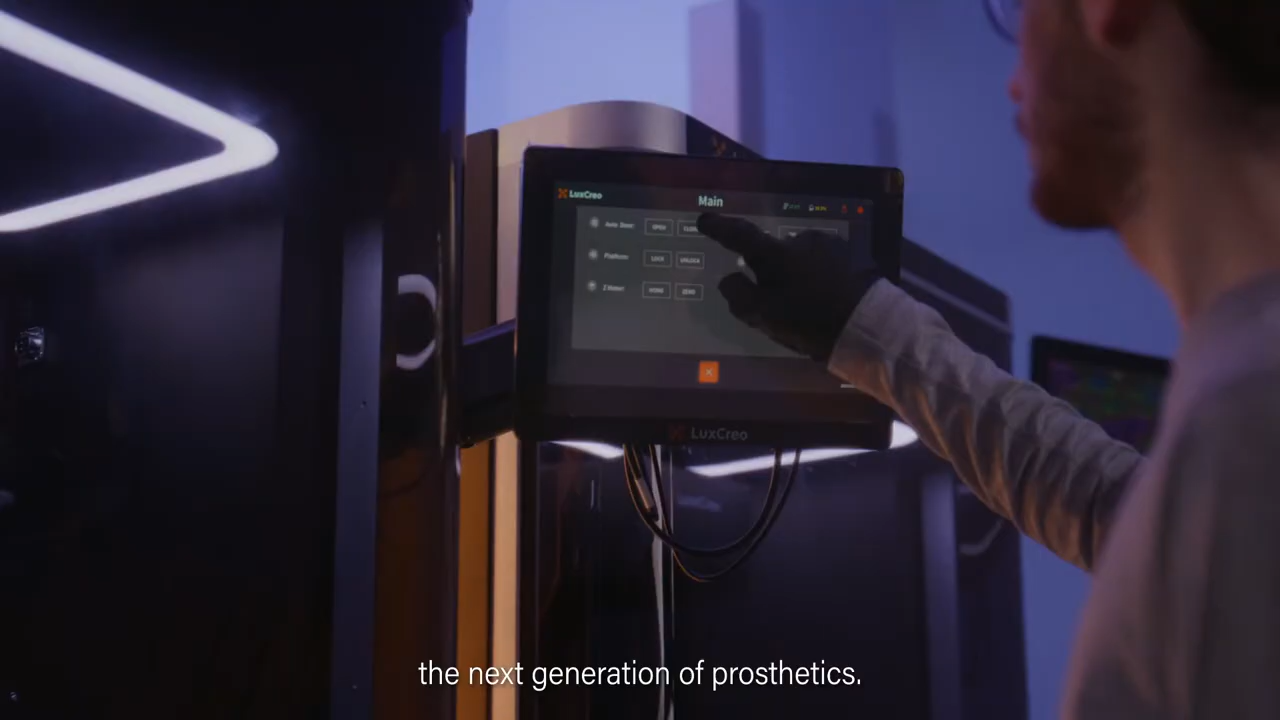 LuxCreo
Main
Auto Door: OPEN
Platform: LOCK UNLOCK
Z Motor: HOME ZERO
LuxCreo
the next generation of prosthetics.